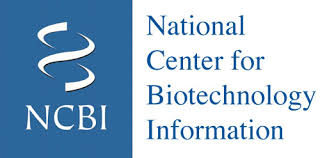 NCBI
National
Center for
Biotechnology
Information